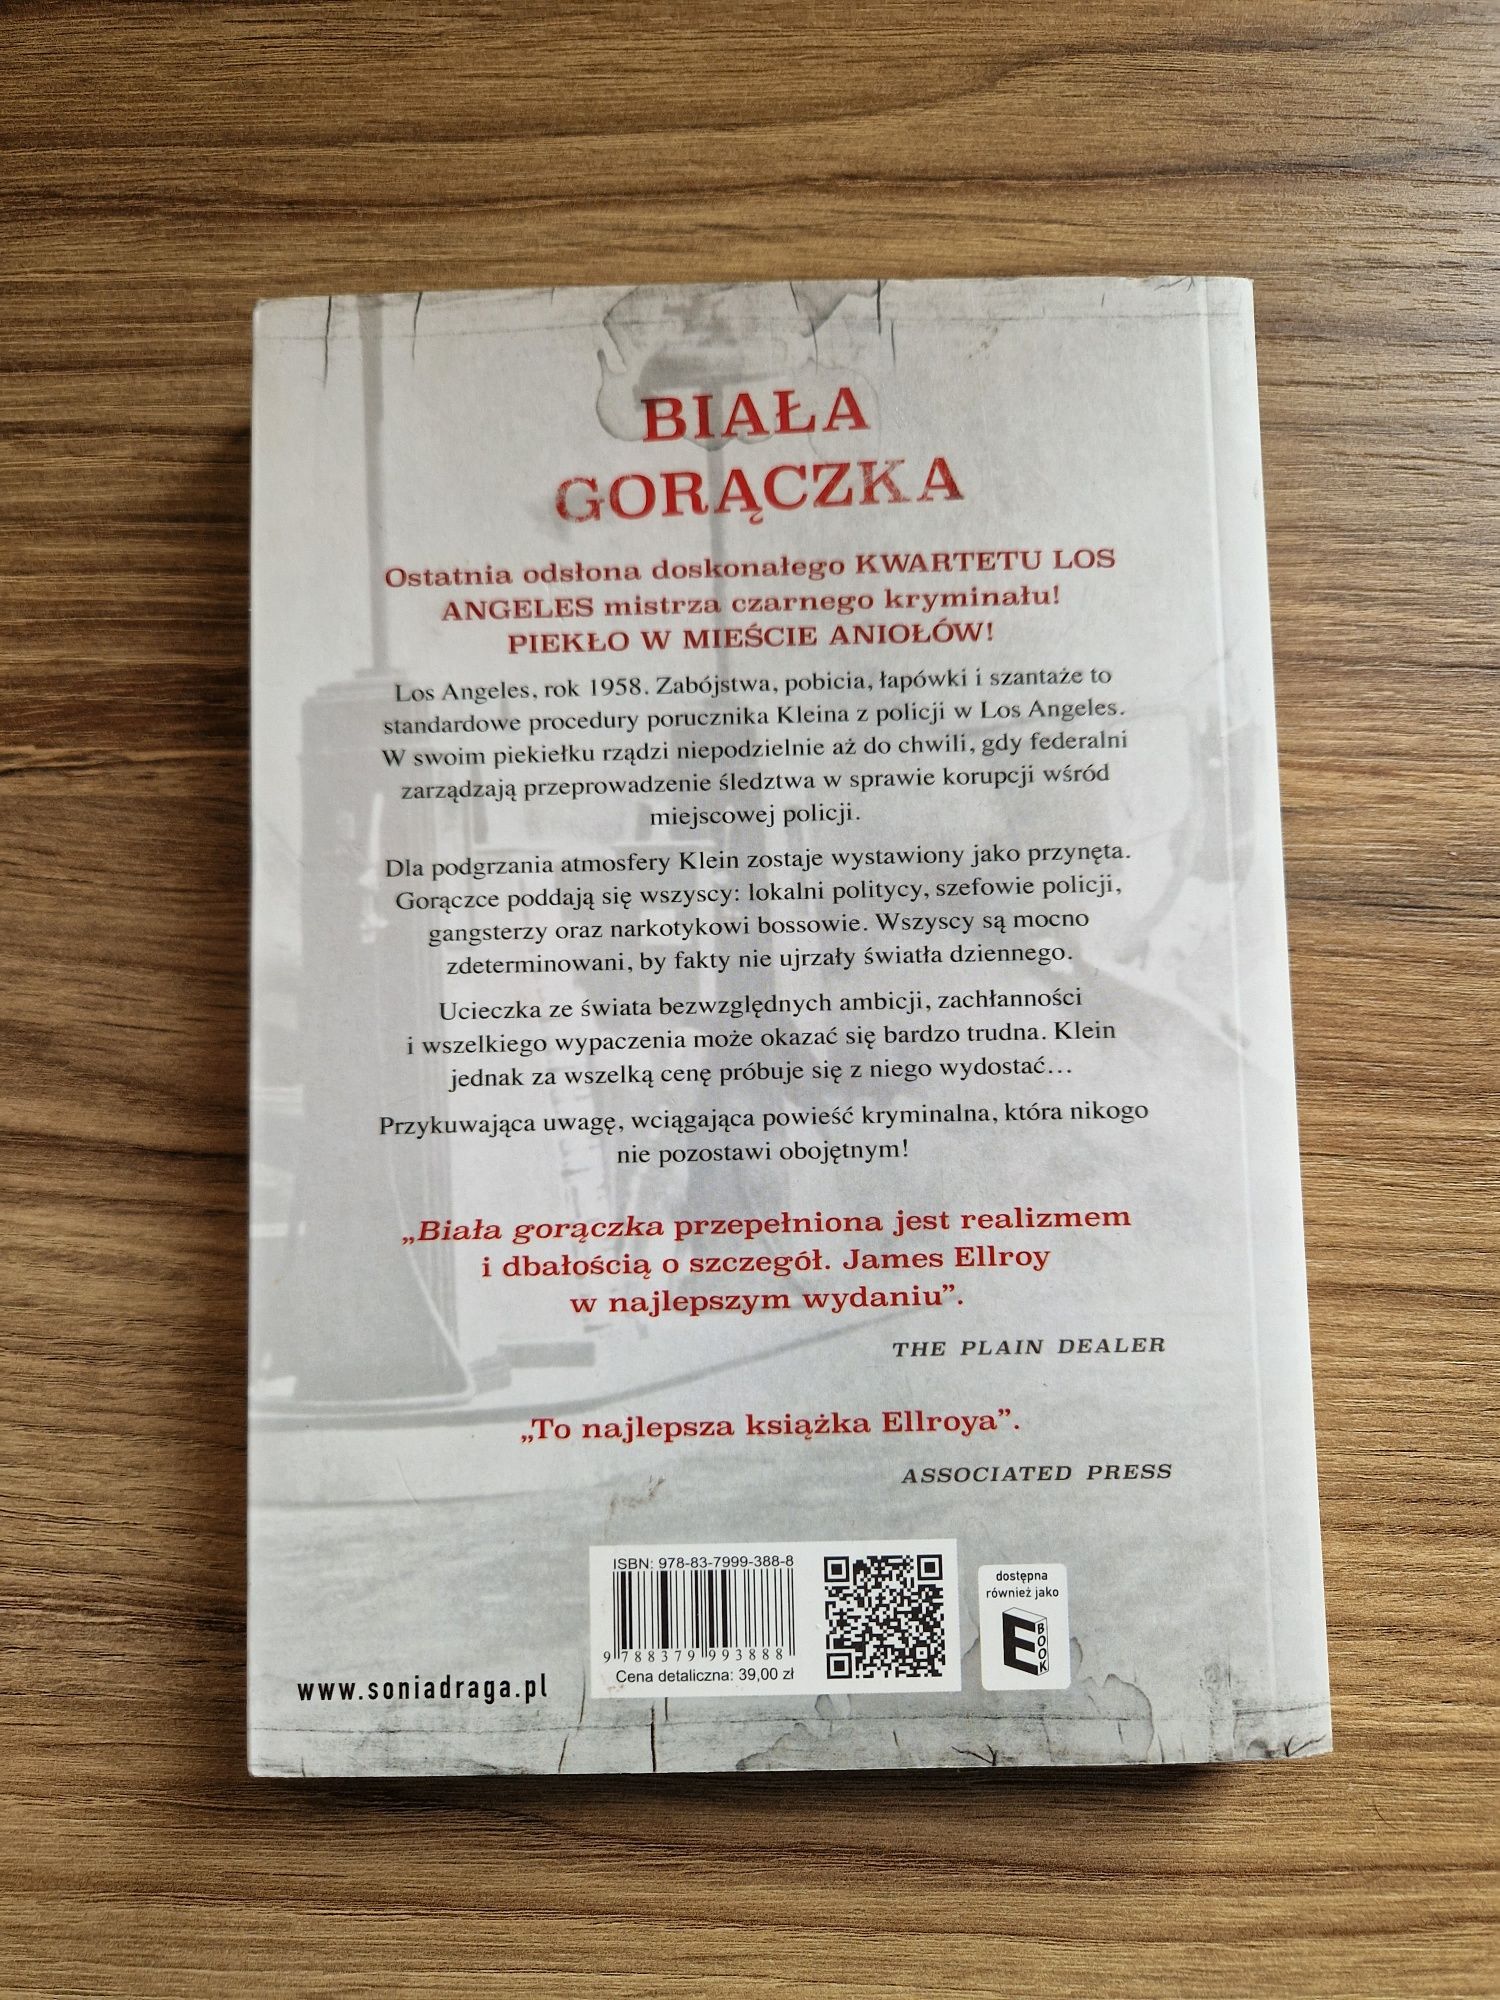 BIAŁA
GORĄCZKA
Ostatnia odsłona doskonałego KWARTETU LOS
ANGELES mistrza czarnego kryminału!
PIEKŁO W MIEŚCIE ANIOŁÓW!
Los Angeles, rok 1958. Zabójstwa, pobicia, łapówki i szantaże to
standardowe procedury porucznika Kleina z policji w Los Angeles.
W swoim piekiełku rządzi niepodzielnie aż do chwili, gdy federalni
zarządzają przeprowadzenie śledztwa w sprawie korupcji wśród
miejscowej policji.
Dla podgrzania atmosfery Klein zostaje wystawiony jako przynęta.
Gorączce poddają się wszyscy: lokalni politycy, szefowie policji,
gangsterzy oraz narkotykowi bossowie. Wszyscy są mocno
zdeterminowani, by fakty nie ujrzały światła dziennego.
Ucieczka ze świata bezwzględnych ambicji, zachłanności
i wszelkiego wypaczenia może okazać się bardzo trudna. Klein
jednak za wszelką cenę próbuje się z niego wydostać…
Przykuwająca uwagę, wciągająca powieść kryminalna, która nikogo
nie pozostawi obojętnym!
„Biała gorączka przepełniona jest realizmem
i dbałością o szczegół. James Ellroy
w najlepszym wydaniu”.
THE PLAIN DEALER
„To najlepsza książka Ellroya”.
ASSOCIATED PRESS
ISBN: 978-83-7999-388-8
9 788379 993888
Cena detaliczna: 39,00 zł
dostępna
również jako
E BOOK
www.soniadraga.pl